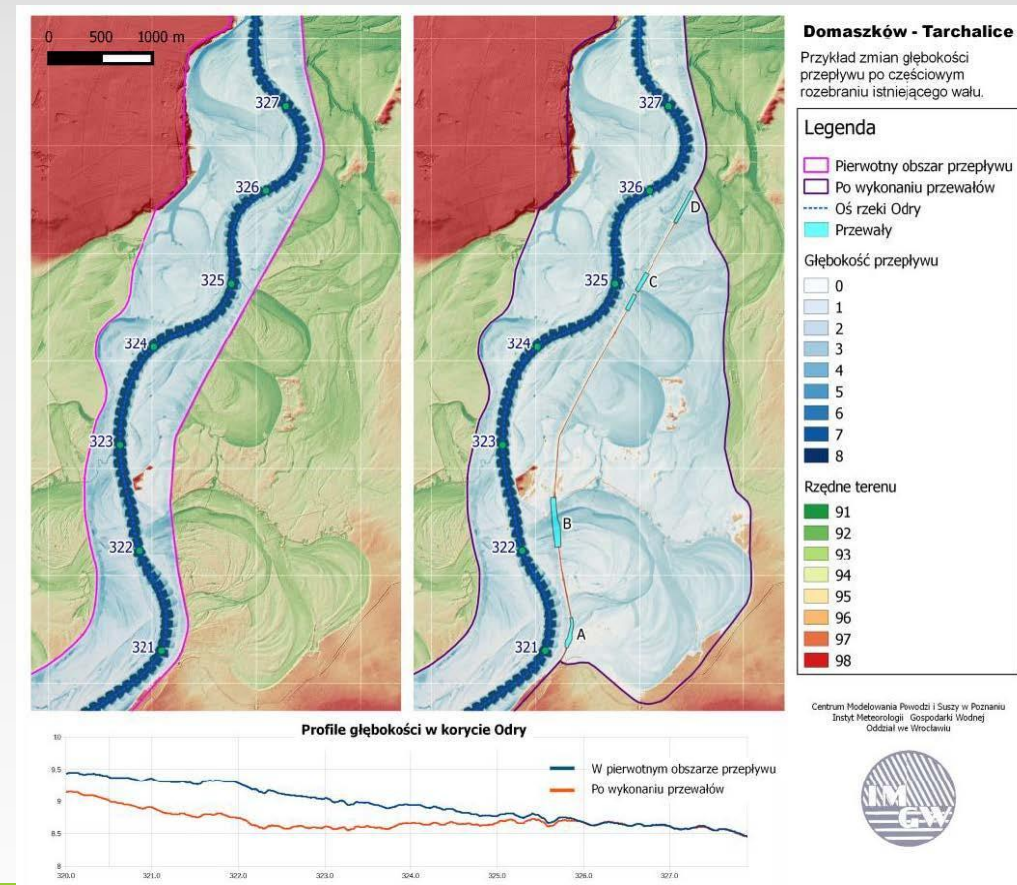 0 500 1000 m
327
326
325
324
323
322
321
327
326
D
325
C
324
323
B
322
A
321
Domaszków - Tarchalice
Przykład zmian głębokości
przepływu po częściowym
rozebraniu istniejącego wału.
Legenda
Pierwotny obszar przepływu
Po wykonaniu przewałów
Oś rzeki Odry
Przewały
Głębokość przepływu
0
1
2
3
4
5
6
7
8
Rzędne terenu
91
92
93
94
95
96
97
98
Centrum Modelowania Powodzi i Suszy w Poznaniu
Instyt Meteorologii Gospodarki Wodnej
Oddział we Wrocławiu
IM
GW
Profile głębokości w korycie Odry
W pierwotnym obszarze przepływu
Po wykonaniu przewałów
10
9.5
9
8.5
8
320.0 321.0 322.0 323.0 324.0 325.0 326.0 327.0